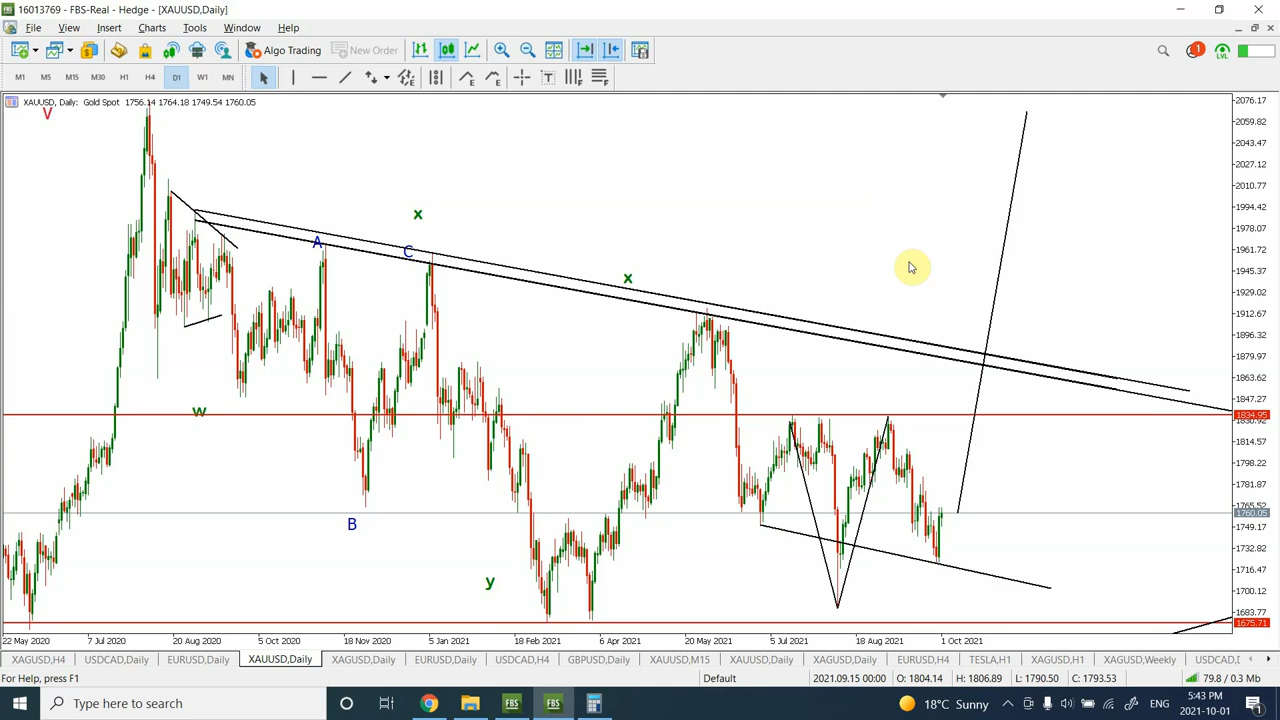 16013769 - FBS-Real - Hedge - [XAUUSD,Daily]
File View Insert Charts Tools Window Help
Algo Trading New Order 1 LVL
M1 M5 M15 M30 H1 H4 D1 W1 MN T F F
XAUUSD, Daily: Gold Spot 1756.14 1764.18 1749.54 1760.05
V
x
A
C
x
w
B
y
2076.17
2059.82
2043.47
2027.12
2010.77
1994.42
1978.07
1961.72
1945.37
1929.02
1912.67
1896.32
1879.97
1863.62
1847.27
1834.95
1830.92
1814.57
1798.22
1781.87
1765.52
1760.05
1749.17
1732.82
1716.47
1700.12
1683.77
1675.71
22 May 2020 7 Jul 2020 20 Aug 2020 5 Oct 2020 18 Nov 2020 5 Jan 2021 18 Feb 2021 6 Apr 2021 20 May 2021 5 Jul 2021 18 Aug 2021 1 Oct 2021
XAGUSD,H4 USDCAD,Daily EURUSD,Daily XAUUSD,Daily XAGUSD,Daily EURUSD,Daily USDCAD,H4 GBPUSD,Daily XAUUSD,M15 XAUUSD,Daily XAGUSD,Daily EURUSD,H4 TESLA,H1 XAGUSD,H1 XAGUSD,Weekly USDCAD,D
For Help, press F1 Default 2021.09.15 00:00 O: 1804.14 H: 1806.89 L: 1790.50 C: 1793.53 79.8 / 0.3 Mb
Type here to search FBS FBS 18°C Sunny ENG 5:43 PM 2021-10-01 1